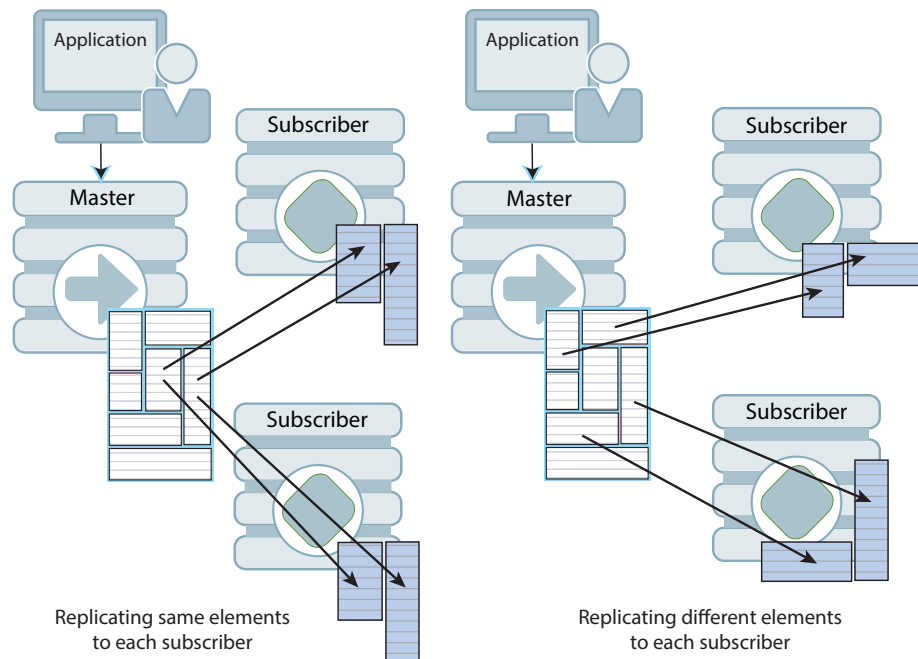 Application
Subscriber
Master
Subscriber
Replicating same elements
to each subscriber
Application
Subscriber
Master
Subscriber
Replicating different elements
to each subscriber